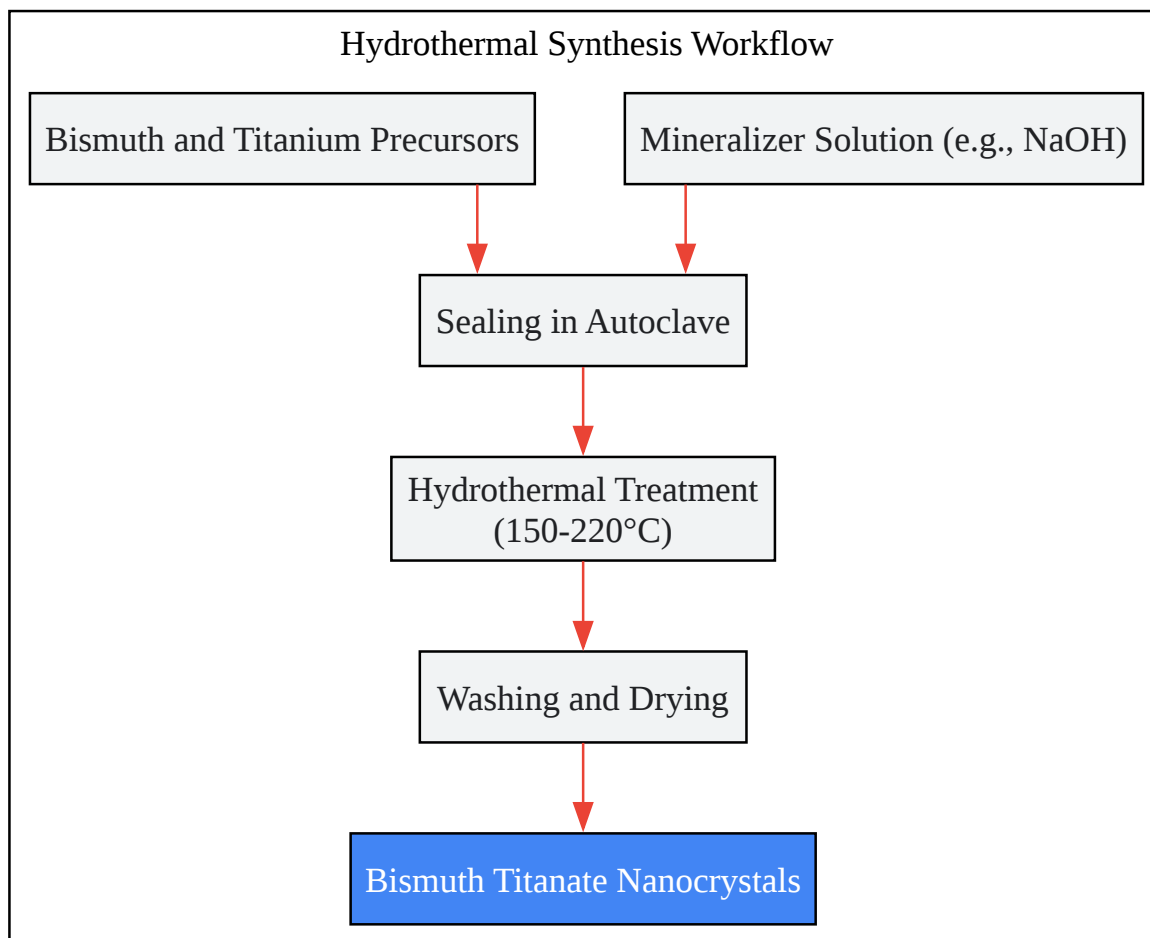 Hydrothermal Synthesis Workflow
Bismuth and Titanium Precursors
Mineralizer Solution (e.g., NaOH)
Sealing in Autoclave
Hydrothermal Treatment
(150-220°C)
Washing and Drying
Bismuth Titanate Nanocrystals